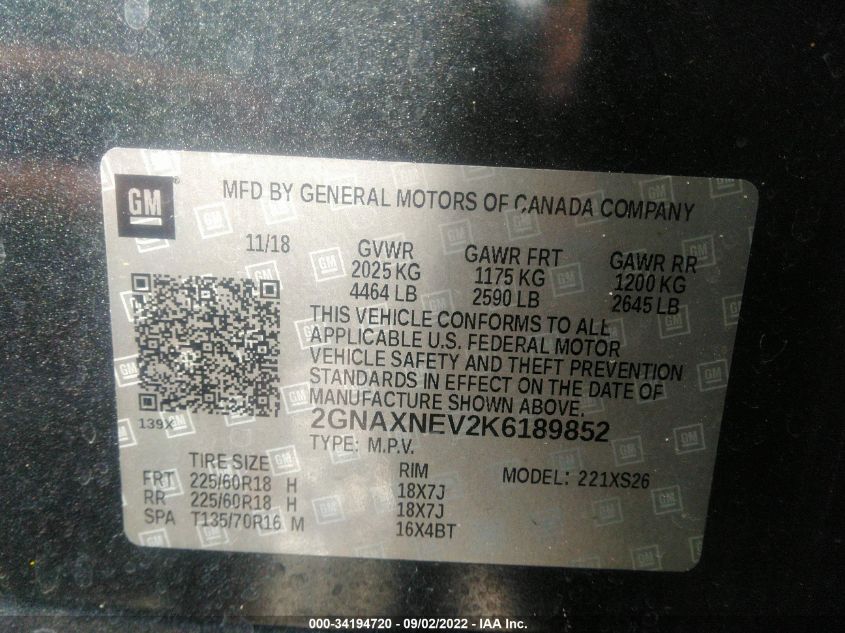 GM
MFD BY GENERAL MOTORS OF CANADA COMPANY
11/18
GVWR GAWR FRT GAWR RR
2025 KG 1175 KG 1200 KG
4464 LB 2590 LB 2645 LB
THIS VEHICLE CONFORMS TO ALL
APPLICABLE U.S. FEDERAL MOTOR
VEHICLE SAFETY AND THEFT PREVENTION
STANDARDS IN EFFECT ON THE DATE OF
MANUFACTURE SHOWN ABOVE.
139X
2GNAXNEV2K6189852
TYPE: M.P.V.
TIRE SIZE RIM MODEL: 221XS26
FRT 225/60R18 H 18X7J
RR 225/60R18 H 18X7J
SPA T135/70R16 M 16X4BT
000-34194720 - 09/02/2022 - IAA Inc.